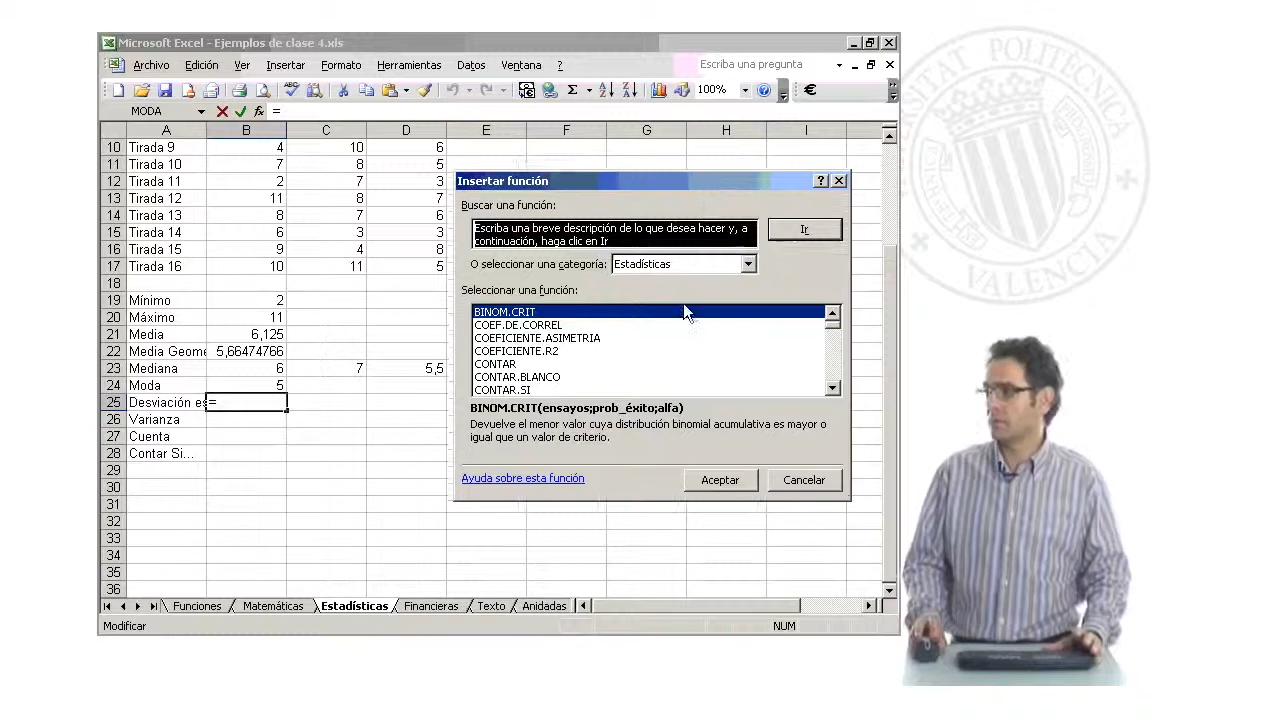 Microsoft Excel - Ejemplos de clase 4.xls
Archivo Edición Ver Insertar Formato Herramientas Datos Ventana ? Escriba una pregunta
Σ 100% €
MODA =
A B C D E F G H I
10 Tirada 9 4 10 6
11 Tirada 10 7 8 5
12 Tirada 11 2 7 3
13 Tirada 12 11 8 7
14 Tirada 13 8 7 6
15 Tirada 14 6 3 3
16 Tirada 15 9 4 8
17 Tirada 16 10 11 5
18
19 Mínimo 2
20 Máximo 11
21 Media 6,125
22 Media Geome 5,66474766
23 Mediana 6 7 5,5
24 Moda 5
25 Desviación es =
26 Varianza
27 Cuenta
28 Contar Si...
29
30
31
32
33
34
35
36
Insertar función
Buscar una función:
Escriba una breve descripción de lo que desea hacer y, a
continuación, haga clic en Ir
Ir
O seleccionar una categoría: Estadísticas
Seleccionar una función:
BINOM.CRIT
COEF.DE.CORREL
COEFICIENTE.ASIMETRIA
COEFICIENTE.R2
CONTAR
CONTAR.BLANCO
CONTAR.SI
BINOM.CRIT(ensayos;prob_éxito;alfa)
Devuelve el menor valor cuya distribución binomial acumulativa es mayor o
igual que un valor de criterio.
Ayuda sobre esta función Aceptar Cancelar
Funciones Matemáticas Estadísticas Financieras Texto Anidadas
Modificar NUM
POLITECNICA
VALENCIA